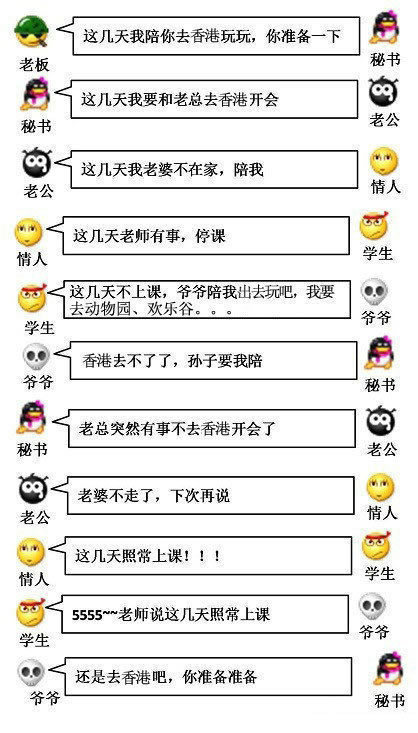 这几天我陪你去香港玩玩，你准备一下
老板
秘书
这几天我要和老总去香港开会
秘书
老公
这几天我老婆不在家，陪我
老公
情人
这几天老师有事，停课
情人
学生
这几天不上课，爷爷陪我出去玩吧，我要
去动物园、欢乐谷。。。
学生
爷爷
香港去不了了，孙子要我陪
爷爷
秘书
老总突然有事不去香港开会了
秘书
老公
老婆不走了，下次再说
老公
情人
这几天照常上课！！！
情人
学生
5555~~老师说这几天照常上课
学生
爷爷
还是去香港吧，你准备准备
爷爷
秘书